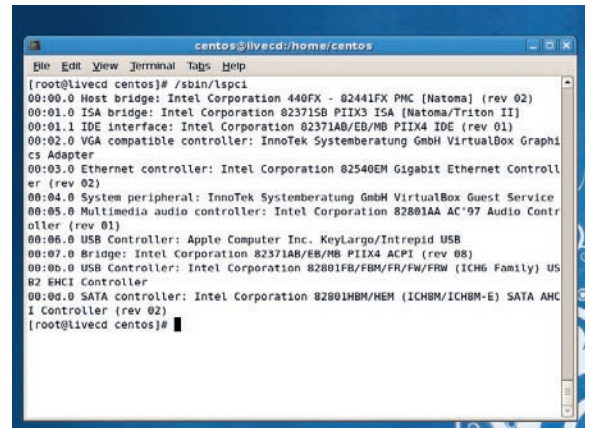 centos@livecd:/home/centos
File Edit View Terminal Tabs Help
[root@livecd centos]# /sbin/lspci
00:00.0 Host bridge: Intel Corporation 440FX - 82441FX PMC [Natoma] (rev 02)
00:01.0 ISA bridge: Intel Corporation 82371SB PIIX3 ISA [Natoma/Triton II]
00:01.1 IDE interface: Intel Corporation 82371AB/EB/MB PIIX4 IDE (rev 01)
00:02.0 VGA compatible controller: InnoTek Systemberatung GmbH VirtualBox Graphi
cs Adapter
00:03.0 Ethernet controller: Intel Corporation 82540EM Gigabit Ethernet Controll
er (rev 02)
00:04.0 System peripheral: InnoTek Systemberatung GmbH VirtualBox Guest Service
00:05.0 Multimedia audio controller: Intel Corporation 82801AA AC'97 Audio Contr
oller (rev 01)
00:06.0 USB Controller: Apple Computer Inc. KeyLargo/Intrepid USB
00:07.0 Bridge: Intel Corporation 82371AB/EB/MB PIIX4 ACPI (rev 08)
00:0b.0 USB Controller: Intel Corporation 82801FB/FBM/FR/FW/FRW (ICH6 Family) US
B2 EHCI Controller
00:0d.0 SATA controller: Intel Corporation 82801HBM/HEM (ICH8M/ICH8M-E) SATA AHC
I Controller (rev 02)
[root@livecd centos]#